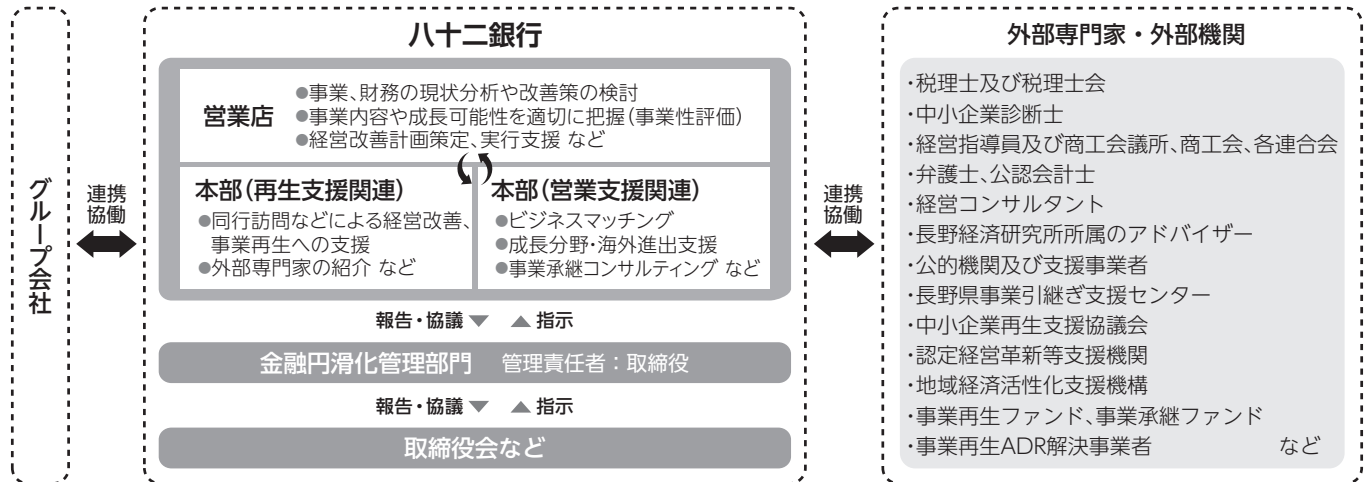 グループ会社
連携
協働
八十二銀行
営業店
●事業、財務の現状分析や改善策の検討
●事業内容や成長可能性を適切に把握(事業性評価)
●経営改善計画策定、実行支援 など
本部(再生支援関連)
●同行訪問などによる経営改善、
事業再生への支援
●外部専門家の紹介 など
本部(営業支援関連)
●ビジネスマッチング
●成長分野・海外進出支援
●事業承継コンサルティング など
報告・協議▼ ▲指示
金融円滑化管理部門 管理責任者:取締役
報告・協議▼ ▲指示
取締役会など
連携
協働
外部専門家・外部機関
・税理士及び税理士会
・中小企業診断士
・経営指導員及び商工会議所、商工会、各連合会
・弁護士、公認会計士
・経営コンサルタント
・長野経済研究所所属のアドバイザー
・公的機関及び支援事業者
・長野県事業引継ぎ支援センター
・中小企業再生支援協議会
・認定経営革新等支援機関
・地域経済活性化支援機構
・事業再生ファンド、事業承継ファンド
・事業再生ADR解決事業者 など